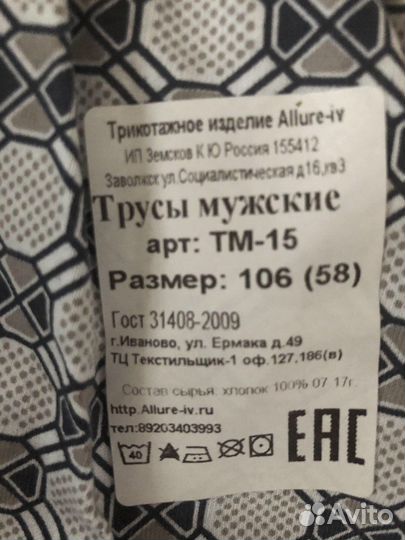 Трикотажное изделие Allure-iv
ИП Земсков К Ю Россия 155412
Заволжск ул.Социалистическая д16,кв3
Трусы мужские
арт: ТМ-15
Размер: 106 (58)
Гост 31408-2009
г.Иваново, ул. Ермака д.49
ТЦ Текстильщик-1 оф.127,186(в)
Состав сырья: хлопок 100% 07.17г.
http.Allure-iv.ru
тел:89203403993
40
EAC
Avito